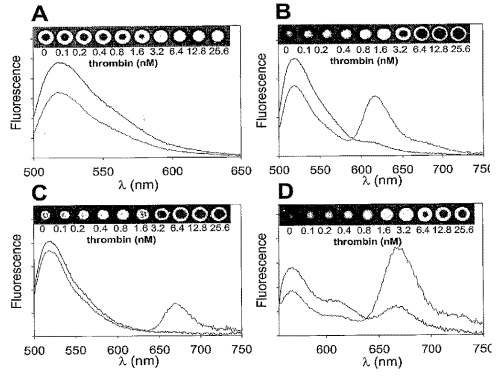 A
0 0.1 0.2 0.4 0.8 1.6 3.2 6.4 12.8 25.6
thrombin (nM)
Fluorescence
500 550 600 650
λ (nm)
B
0 0.1 0.2 0.4 0.8 1.6 3.2 6.4 12.8 25.6
thrombin (nM)
Fluorescence
500 550 600 650 700 750
λ (nm)
C
0 0.1 0.2 0.4 0.8 1.6 3.2 6.4 12.8 25.6
thrombin (nM)
Fluorescence
500 550 600 650 700 750
λ (nm)
D
0 0.1 0.2 0.4 0.8 1.6 3.2 6.4 12.8 25.6
thrombin (nM)
Fluorescence
600 650 700 750
λ (nm)